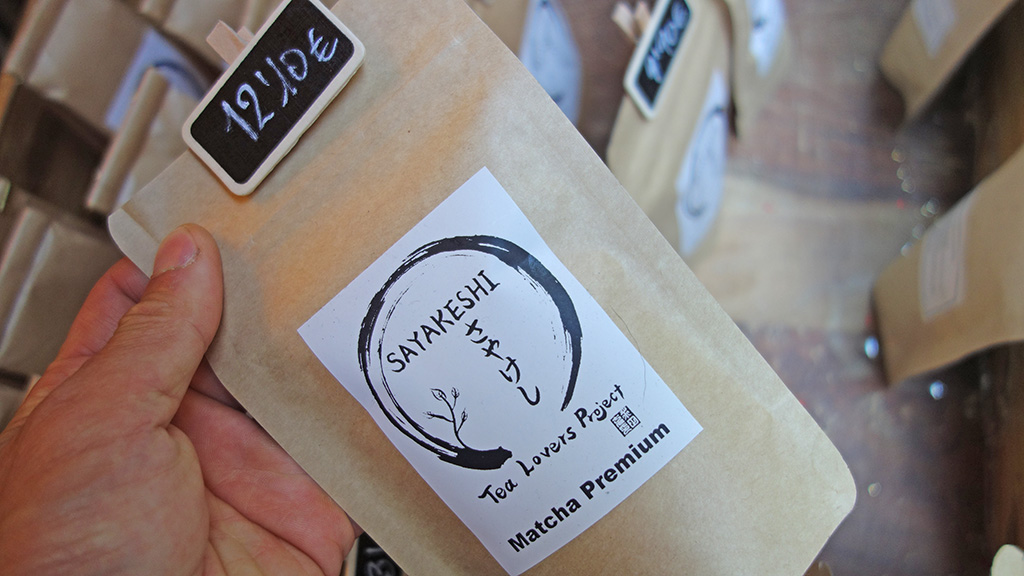 12'10€
SAYAKESHI
さやけし
Tea Lovers Project
Matcha Premium